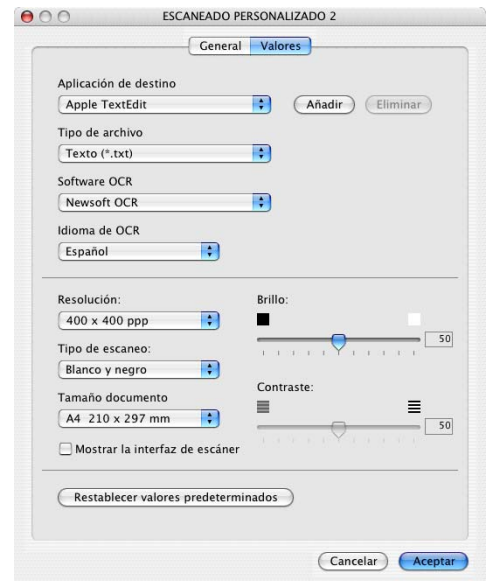 ESCANEADO PERSONALIZADO 2
General Valores
Aplicación de destino
Apple TextEdit Añadir Eliminar
Tipo de archivo
Texto (*.txt)
Software OCR
Newsoft OCR
Idioma de OCR
Español
Resolución: Brillo:
400 x 400 ppp 50
Tipo de escaneo:
Blanco y negro
Contraste:
Tamaño documento
A4 210 x 297 mm 50
Mostrar la interfaz de escáner
Restablecer valores predeterminados
Cancelar Aceptar